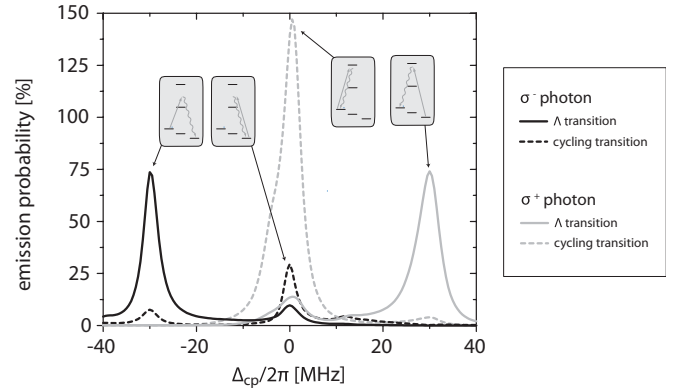 150
125
100
75
50
25
0
emission probability [%]
-40
-20
0
20
40
Δcp/2π [MHz]
σ⁻ photon
Λ transition
cycling transition
σ⁺ photon
Λ transition
cycling transition